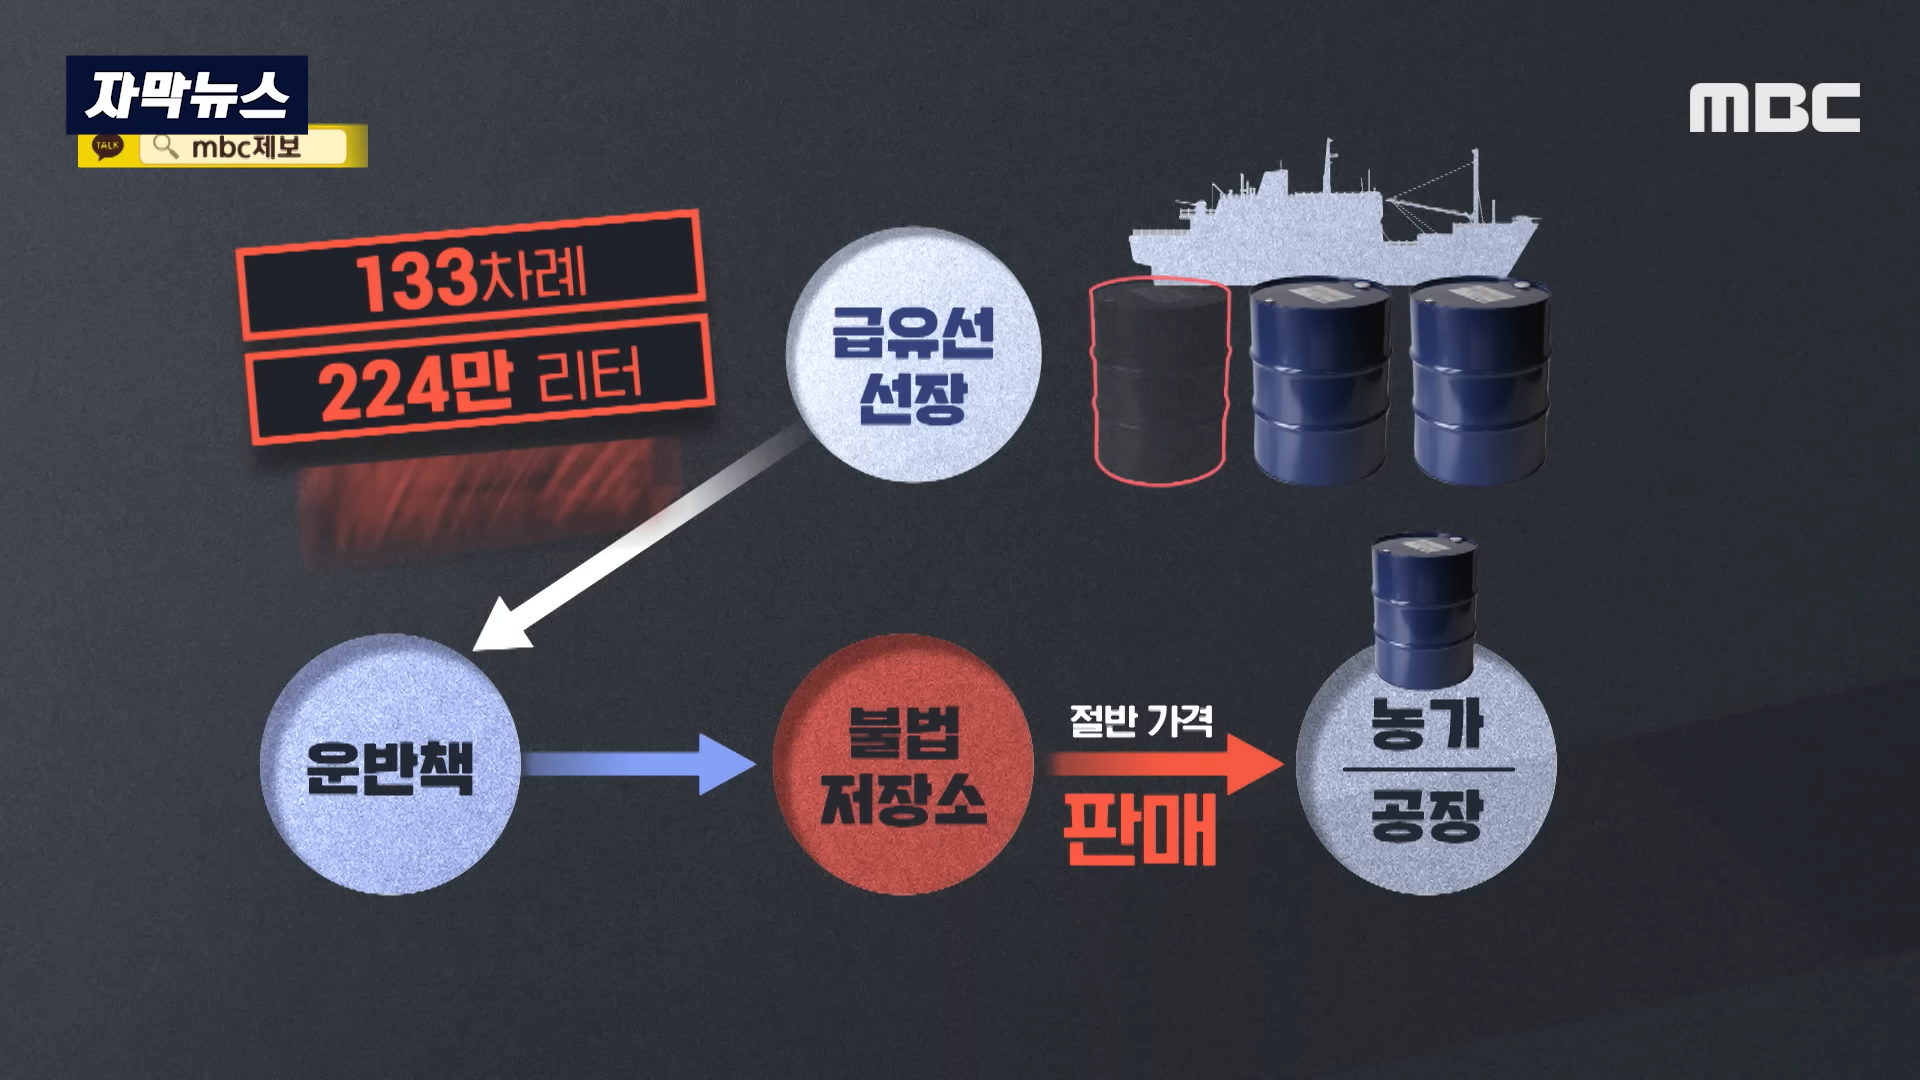 자막뉴스
MBC
TALK
mbc제보
133차례
224만 리터
급유선
선장
운반책
불법
저장소
절반 가격
판매
농가
공장